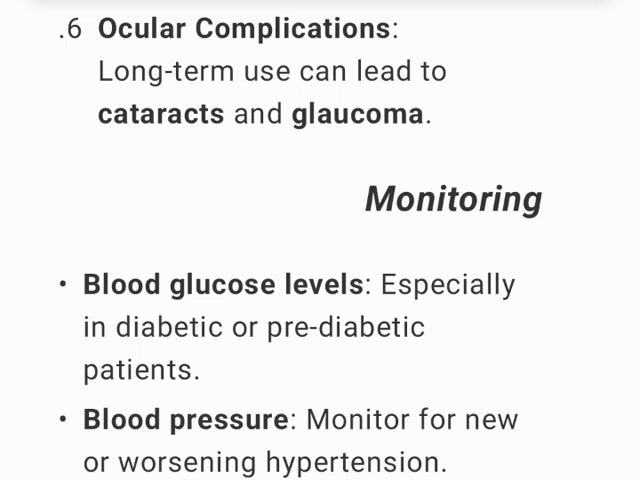 .6 Ocular Complications:
Long-term use can lead to
cataracts and glaucoma.
Monitoring
• Blood glucose levels: Especially
in diabetic or pre-diabetic
patients.
• Blood pressure: Monitor for new
or worsening hypertension.